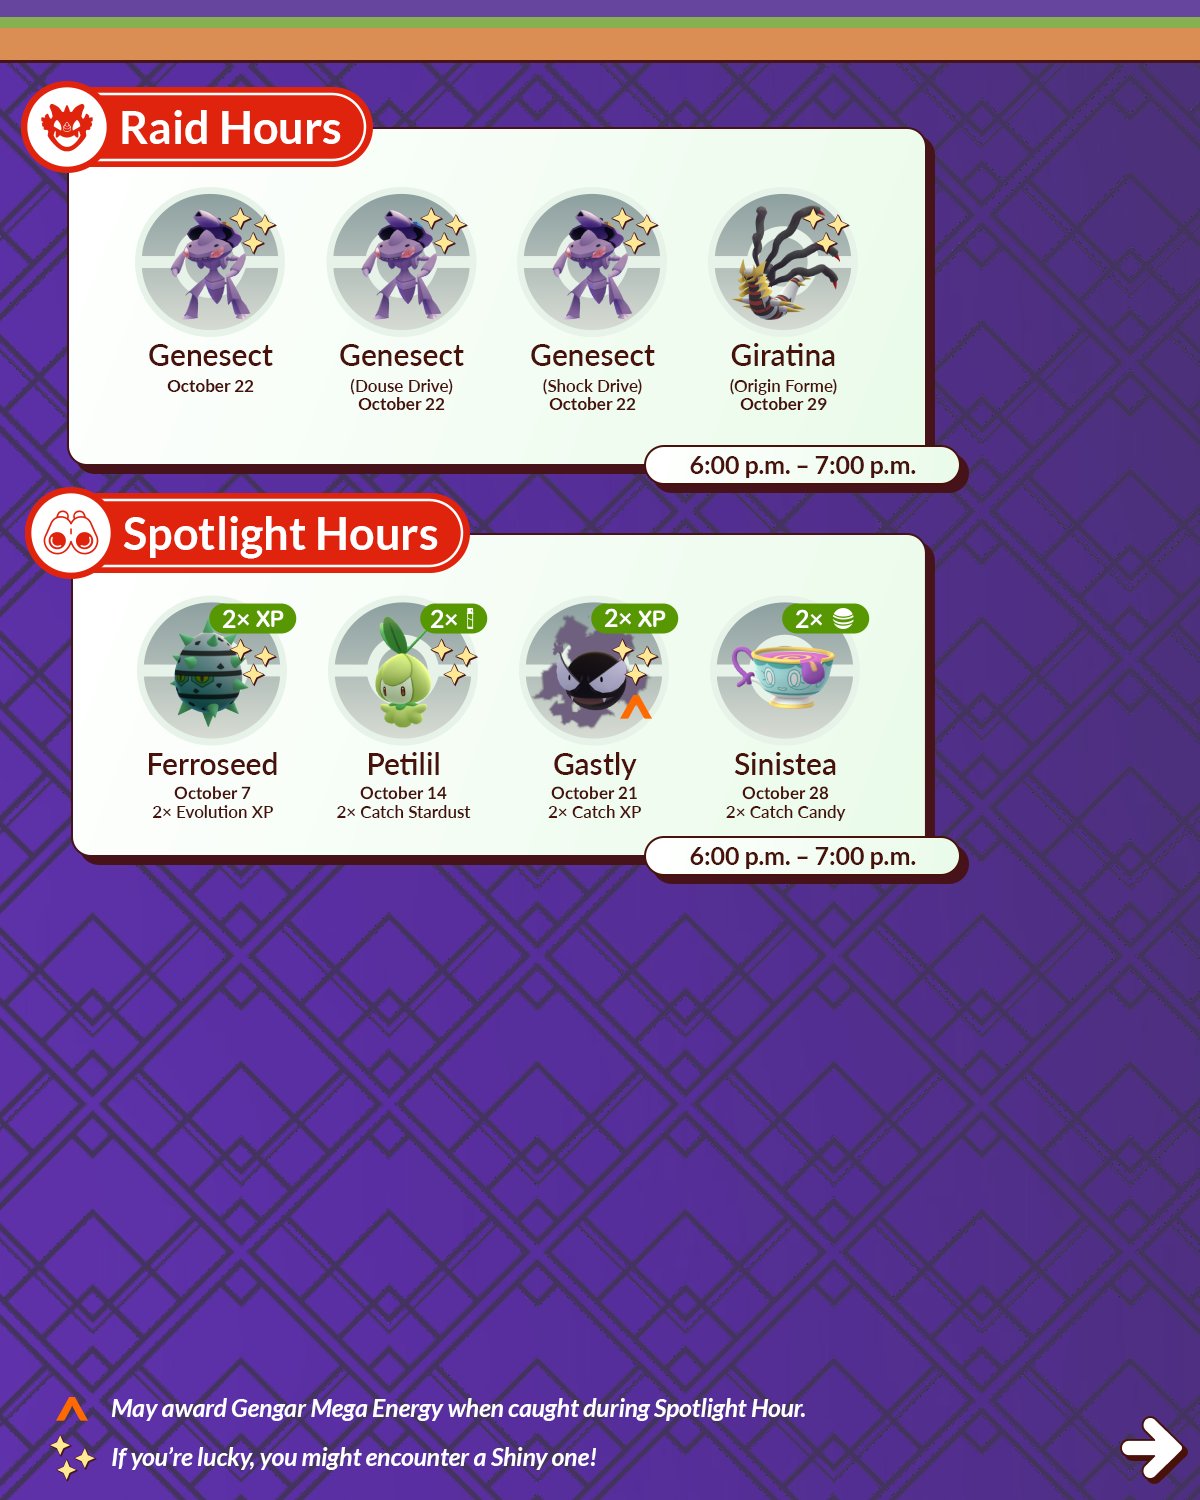 Raid Hours
Genesect
October 22
Genesect
(Douse Drive)
October 22
Genesect
(Shock Drive)
October 22
Giratina
(Origin Forme)
October 29
6:00 p.m. – 7:00 p.m.
Spotlight Hours
2× XP
Ferroseed
October 7
2× Evolution XP
2×
Petilil
October 14
2× Catch Stardust
2× XP
Gastly
October 21
2× Catch XP
2×
Sinistea
October 28
2× Catch Candy
6:00 p.m. – 7:00 p.m.
May award Gengar Mega Energy when caught during Spotlight Hour.
If you're lucky, you might encounter a Shiny one!